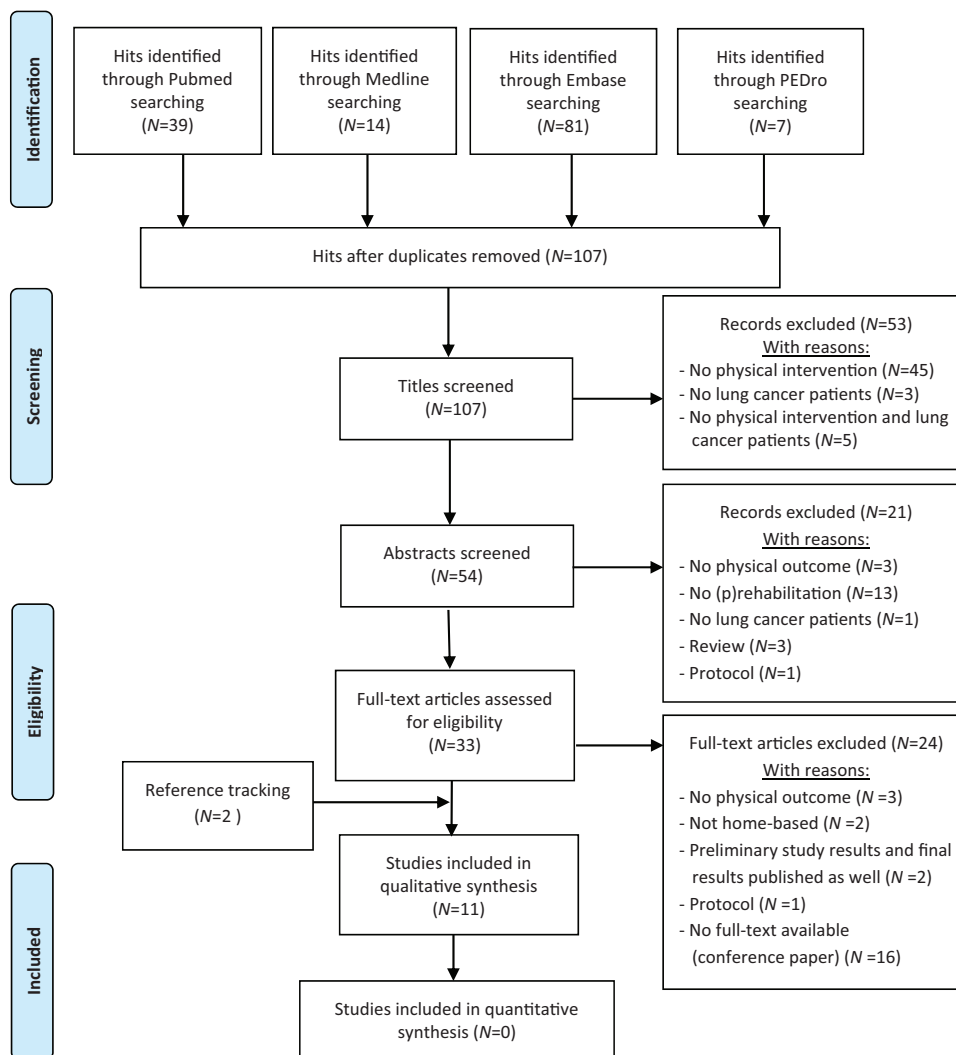 Identification
Hits identified
through Pubmed
searching
(N=39)
Hits identified
through Medline
searching
(N=14)
Hits identified
through Embase
searching
(N=81)
Hits identified
through PEDro
searching
(N=7)
Hits after duplicates removed (N=107)
Screening
Titles screened
(N=107)
Records excluded (N=53)
With reasons:
- No physical intervention (N=45)
- No lung cancer patients (N=3)
- No physical intervention and lung
cancer patients (N=5)
Abstracts screened
(N=54)
Records excluded (N=21)
With reasons:
- No physical outcome (N=3)
- No (p)rehabilitation (N=13)
- No lung cancer patients (N=1)
- Review (N=3)
- Protocol (N=1)
Eligibility
Full-text articles assessed
for eligibility
(N=33)
Full-text articles excluded (N=24)
With reasons:
- No physical outcome (N =3)
- Not home-based (N =2)
- Preliminary study results and final
results published as well (N =2)
- Protocol (N =1)
- No full-text available
(conference paper) (N =16)
Reference tracking
(N=2 )
Included
Studies included in
qualitative synthesis
(N=11)
Studies included in quantitative
synthesis (N=0)